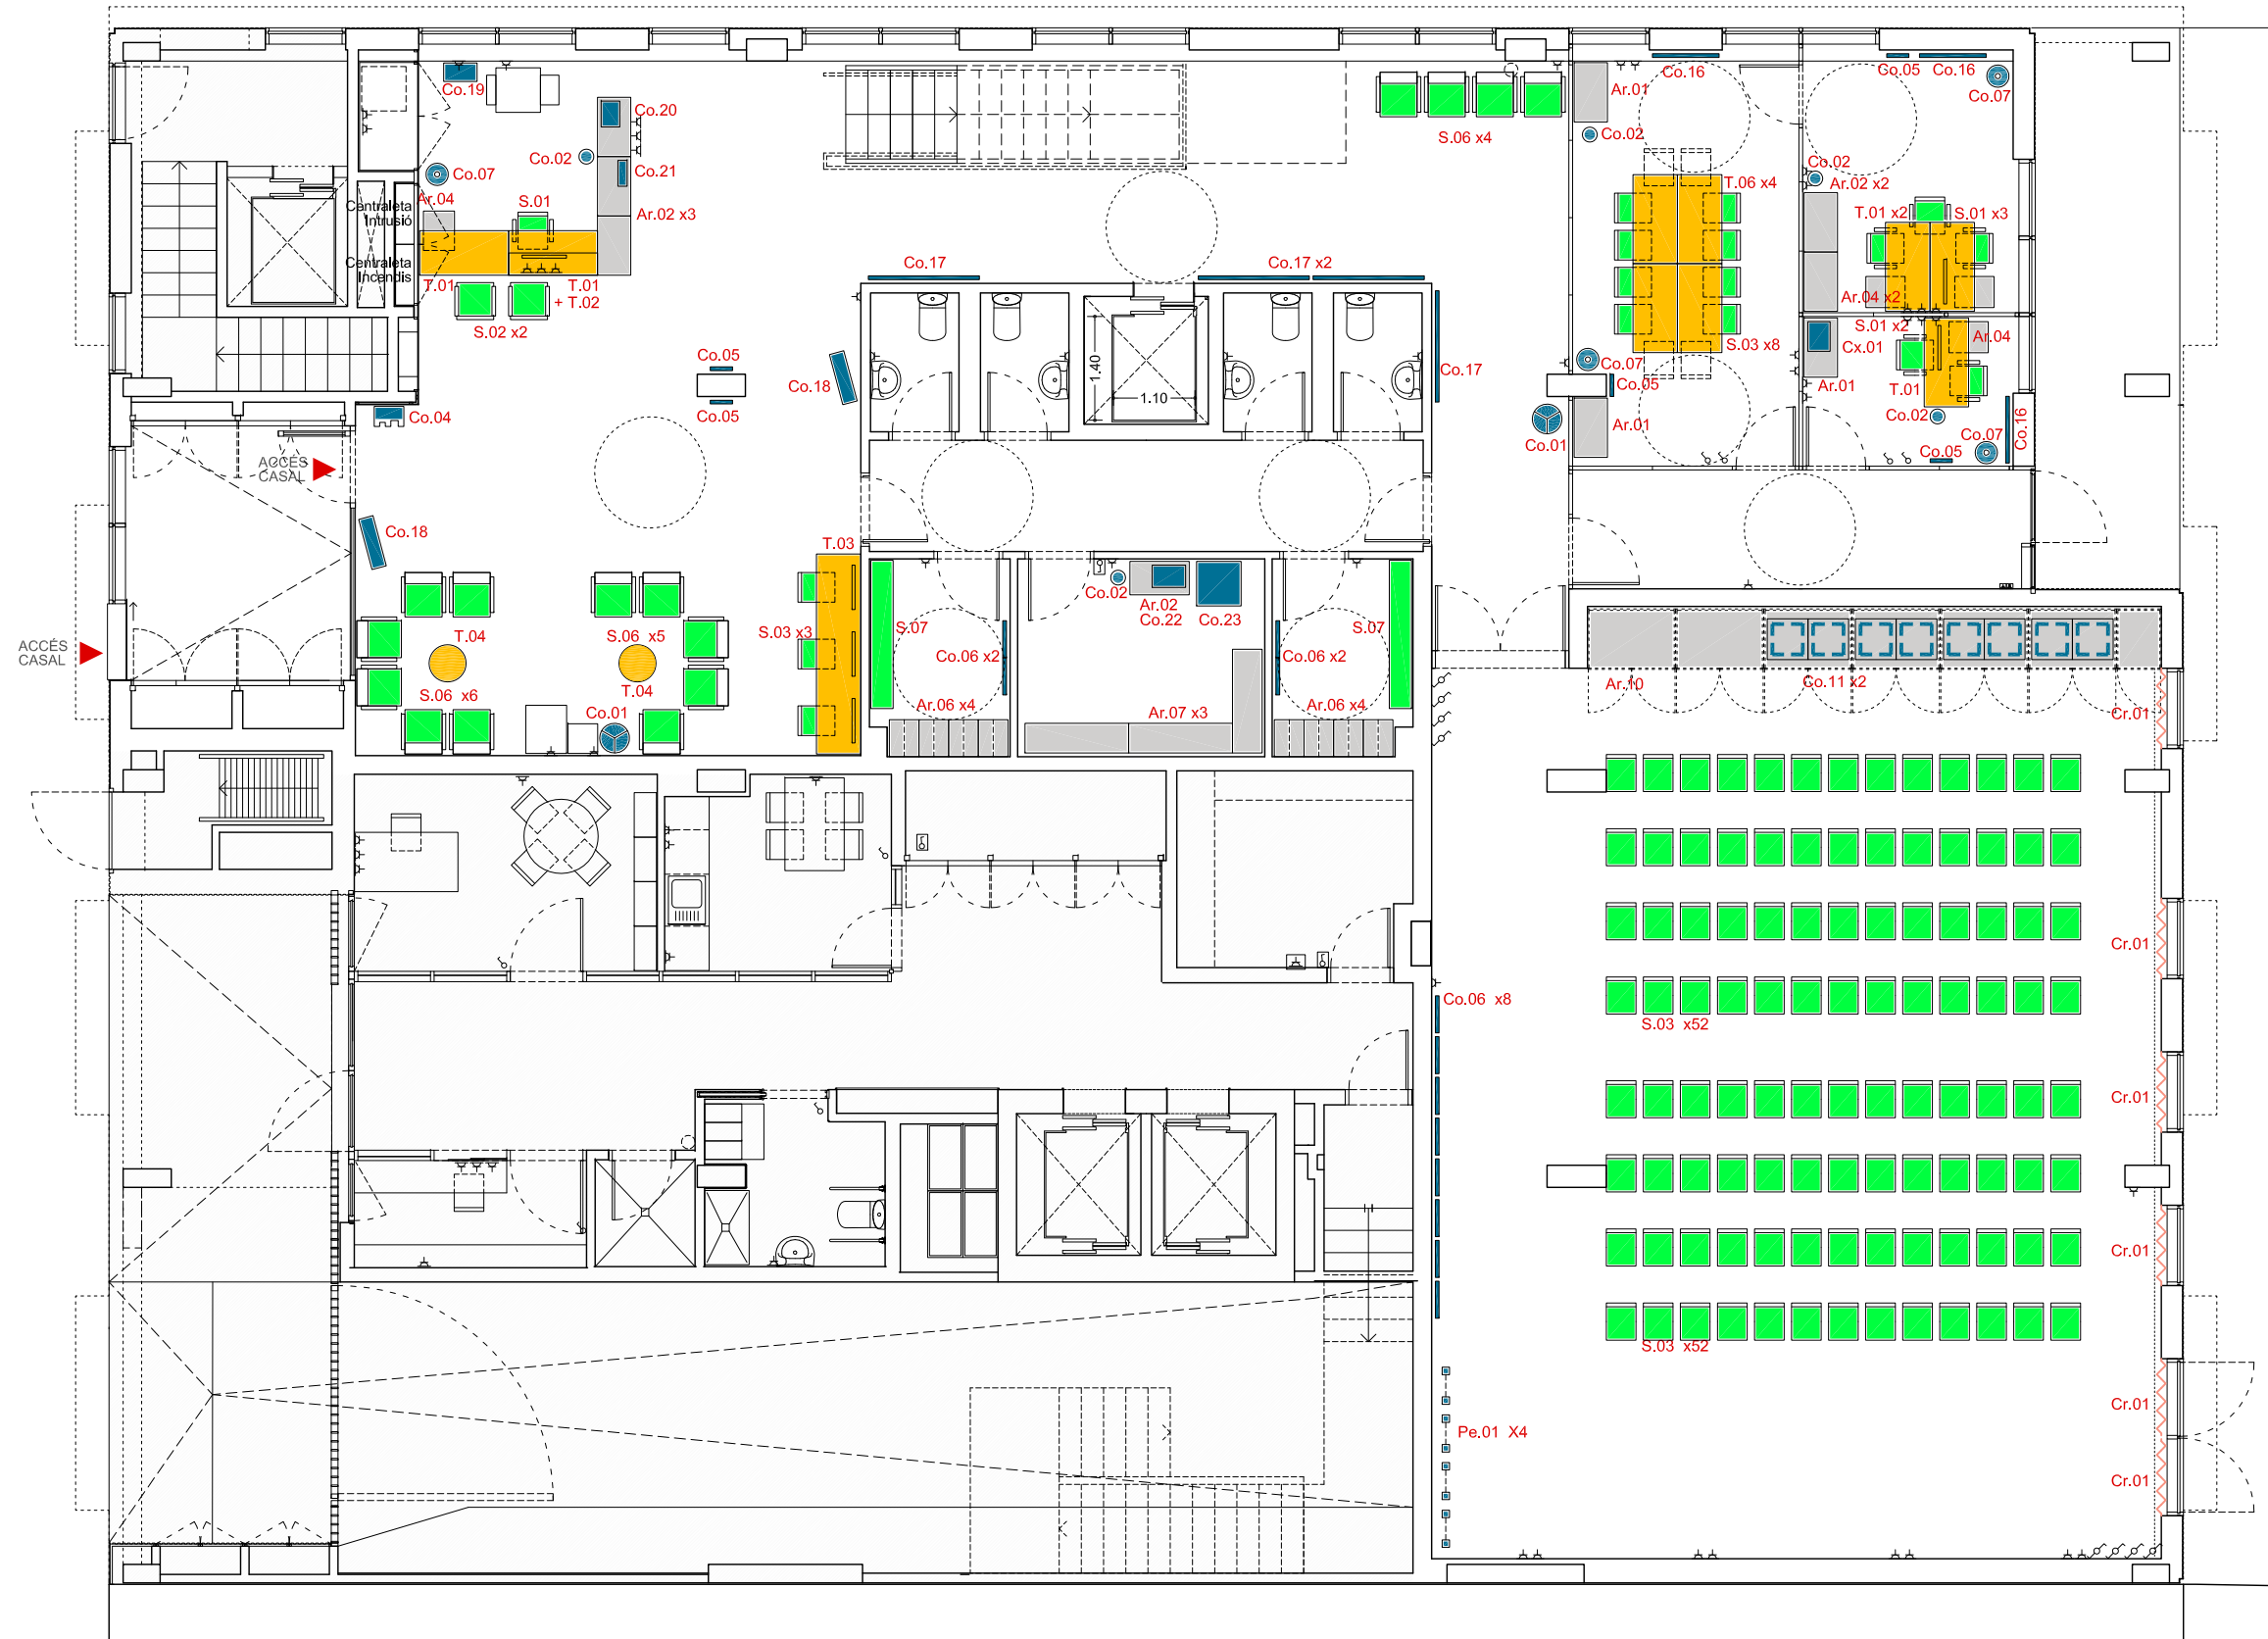 Co.19
Co.20
Co.02
Co.21
Co.07
Ar.04
S.01
Ar.02 x3
Centraleta
Intrusió
Centraleta
Incendis
T.01
T.01
+ T.02
S.02 x2
S.06 x4
Co.16
Ar.01
Co.02
Co.05
Co.16
Co.07
Co.02
Ar.02 x2
T.06 x4
T.01 x2
S.01 x3
Ar.04 x2
S.01 x2
Cx.01
Ar.04
Ar.01
T.01
Co.02
Co.07
Co.05
Co.16
S.03 x8
Co.07
Co.05
Ar.01
Co.01
Co.17
Co.17 x2
Co.17
1.40
1.10
Co.05
Co.05
Co.18
Co.04
ACCÉS
CASAL
Co.18
ACCÉS
CASAL
T.03
T.04
S.06 x6
S.06 x5
T.04
S.03 x3
Co.01
S.07
Co.06 x2
Ar.06 x4
Co.02
Ar.02
Co.22
Co.23
Ar.07 x3
S.07
Co.06 x2
Ar.06 x4
Ar.10
Co.11 x2
Cr.01
Cr.01
Co.06 x8
S.03 x52
Cr.01
Cr.01
S.03 x52
Cr.01
Pe.01 X4
Cr.01